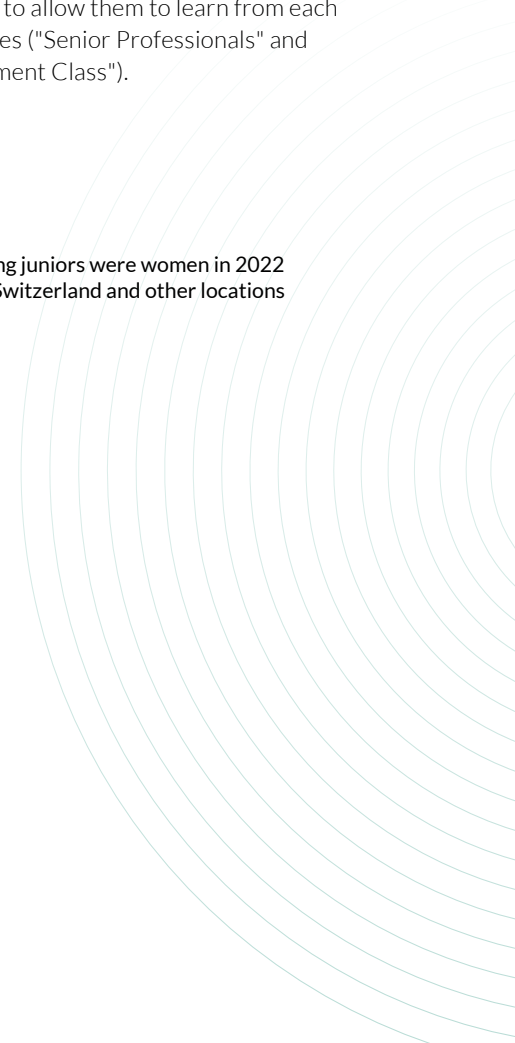 to allow them to learn from each
es ("Senior Professionals" and
ment Class").
ng juniors were women in 2022
Switzerland and other locations